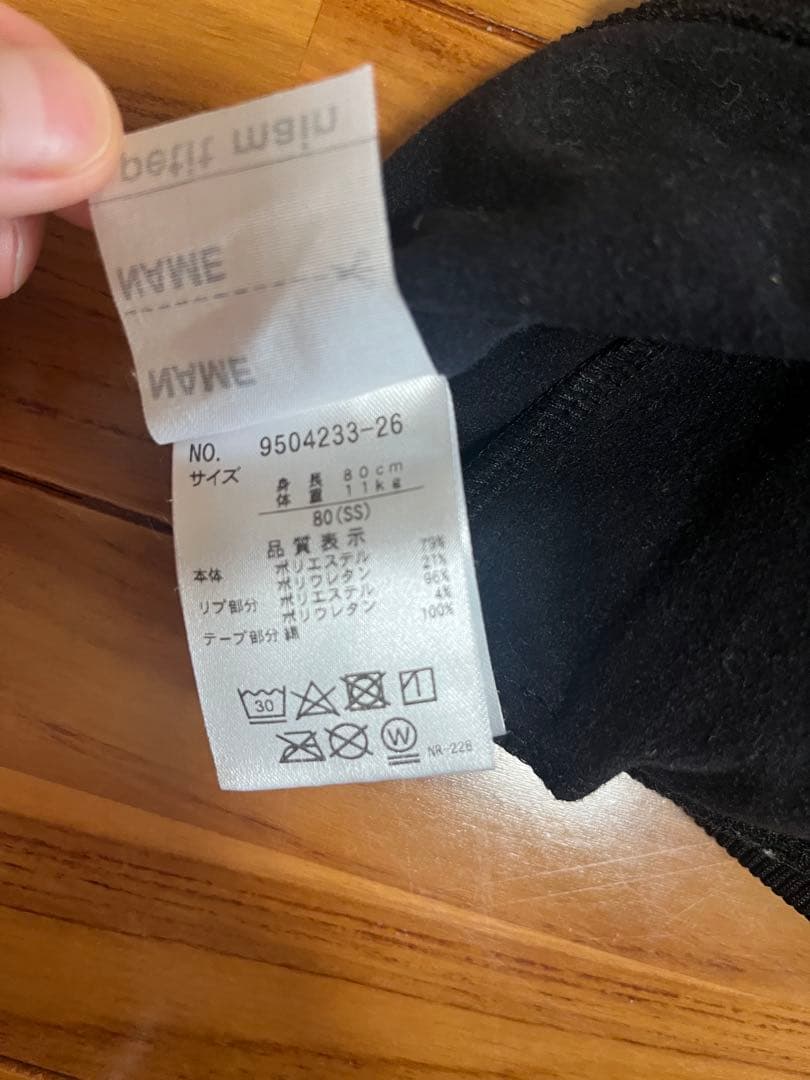 petit main
NAME
NAME
NO. 9504233-26
サイズ
身長 80cm
体重 11kg
80(SS)
品質表示
本体 ポリエステル 79%
ポリウレタン 21%
リブ部分 ポリエステル 96%
ポリウレタン 4%
テープ部分 綿 100%
30
W
NR-226